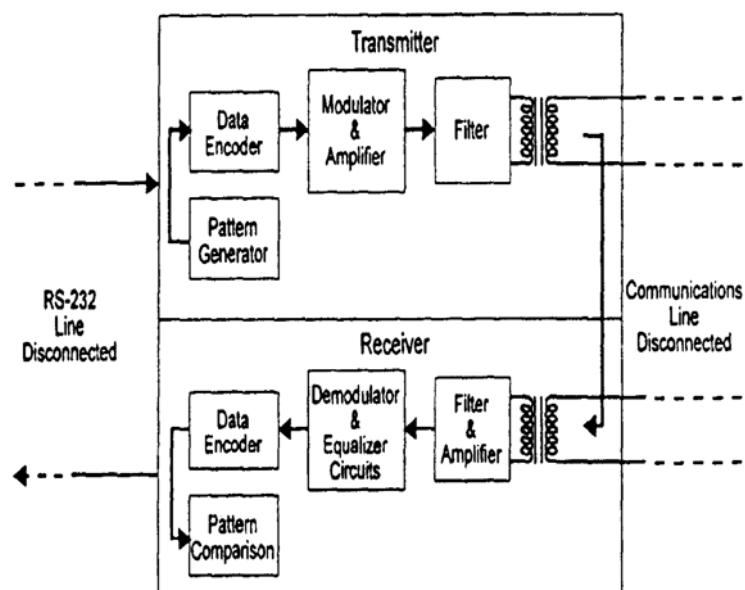 Transmitter
Data
Encoder
Modulator
&
Amplifier
Filter
Pattern
Generator
RS-232
Line
Disconnected
Communications
Line
Disconnected
Receiver
Data
Encoder
Demodulator
&
Equalizer
Circuits
Filter
&
Amplifier
Pattern
Comparison